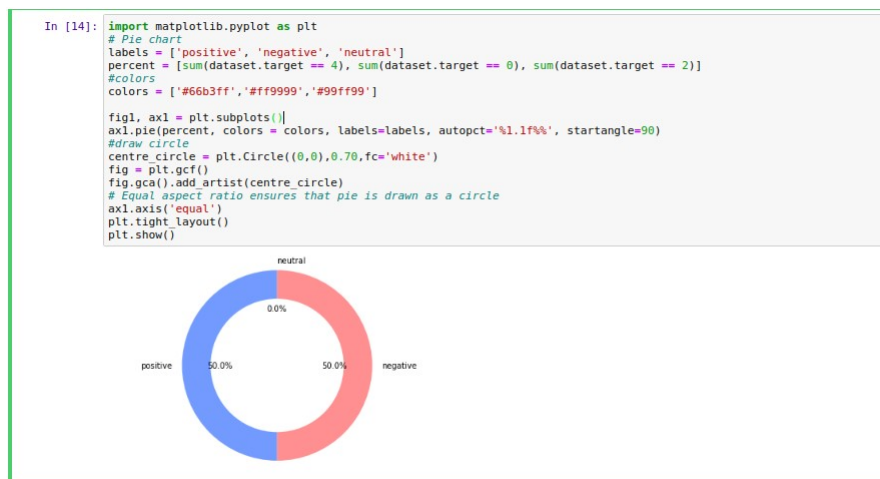 In [14]: import matplotlib.pyplot as plt
# Pie chart
labels = ['positive', 'negative', 'neutral']
percent = [sum(dataset.target == 4), sum(dataset.target == 0), sum(dataset.target == 2)]
#colors
colors = ['#66b3ff','#ff9999','#99ff99']
fig1, ax1 = plt.subplots()
ax1.pie(percent, colors = colors, labels=labels, autopct='%1.1f%%', startangle=90)
#draw circle
centre_circle = plt.Circle((0,0),0.70,fc='white')
fig = plt.gcf()
fig.gca().add_artist(centre_circle)
# Equal aspect ratio ensures that pie is drawn as a circle
ax1.axis('equal')
plt.tight_layout()
plt.show()
neutral
0.0%
positive 50.0% 50.0% negative